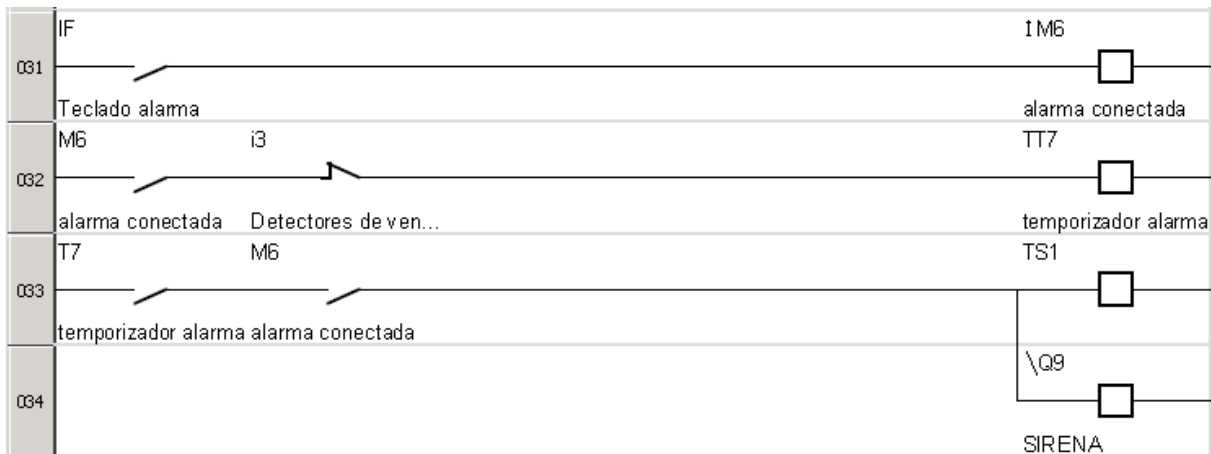 IF
I M6
031
Teclado alarma
alarma conectada
M6
i3
TT7
032
alarma conectada
Detectores de ven...
temporizador alarma
T7
M6
TS1
033
temporizador alarma
alarma conectada
\Q9
034
SIRENA